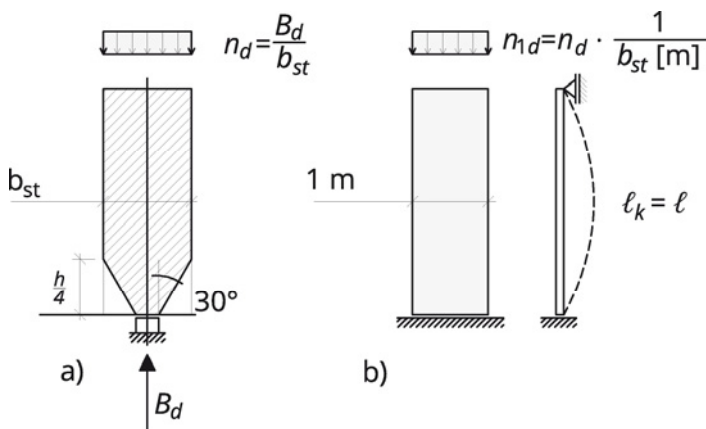 n_d = B_d / b_st
n_1d = n_d · 1 / b_st [m]
b_st
1 m
ℓ_k = ℓ
h/4
30°
a)
b)
B_d